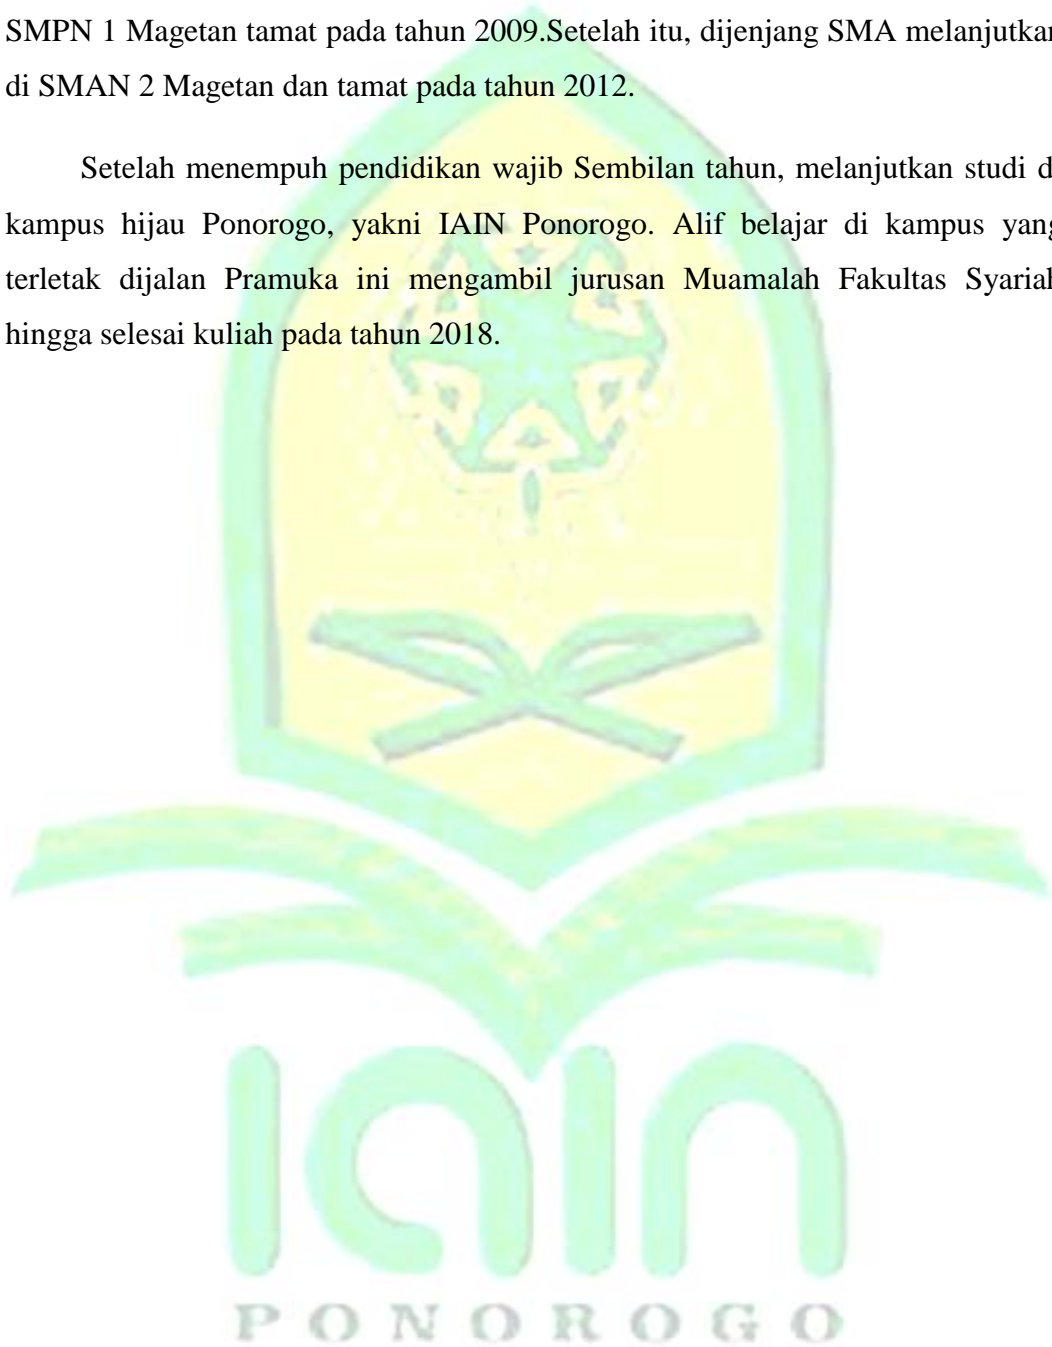 SMPN 1 Magetan tamat pada tahun 2009.Setelah itu, dijenjang SMA melanjutkan
di SMAN 2 Magetan dan tamat pada tahun 2012.
Setelah menempuh pendidikan wajib Sembilan tahun, melanjutkan studi di
kampus hijau Ponorogo, yakni IAIN Ponorogo. Alif belajar di kampus yang
terletak dijalan Pramuka ini mengambil jurusan Muamalah Fakultas Syariah
hingga selesai kuliah pada tahun 2018.
IAIN
PONOROGO